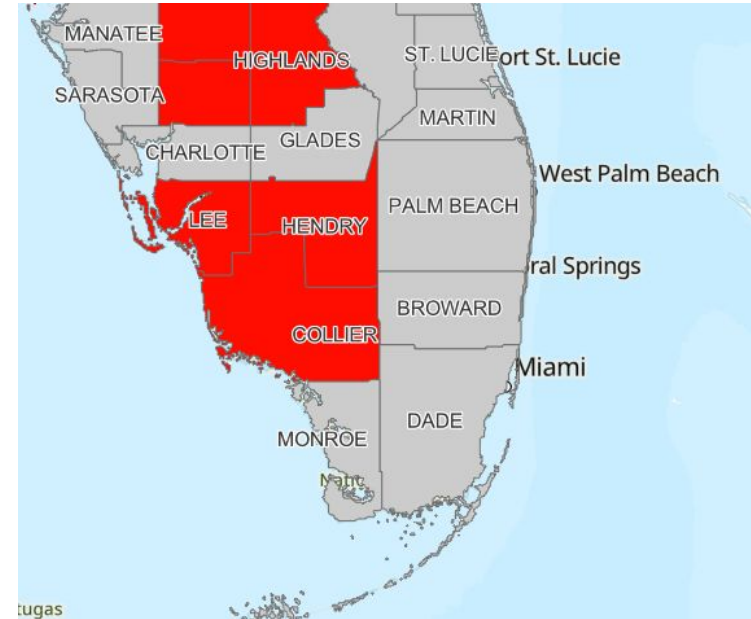 MANATEE
HIGHLANDS
ST. LUCIE
ort St. Lucie
SARASOTA
MARTIN
CHARLOTTE
GLADES
West Palm Beach
LEE
HENDRY
PALM BEACH
ral Springs
BROWARD
COLLIER
Miami
DADE
MONROE
Natic
tugas